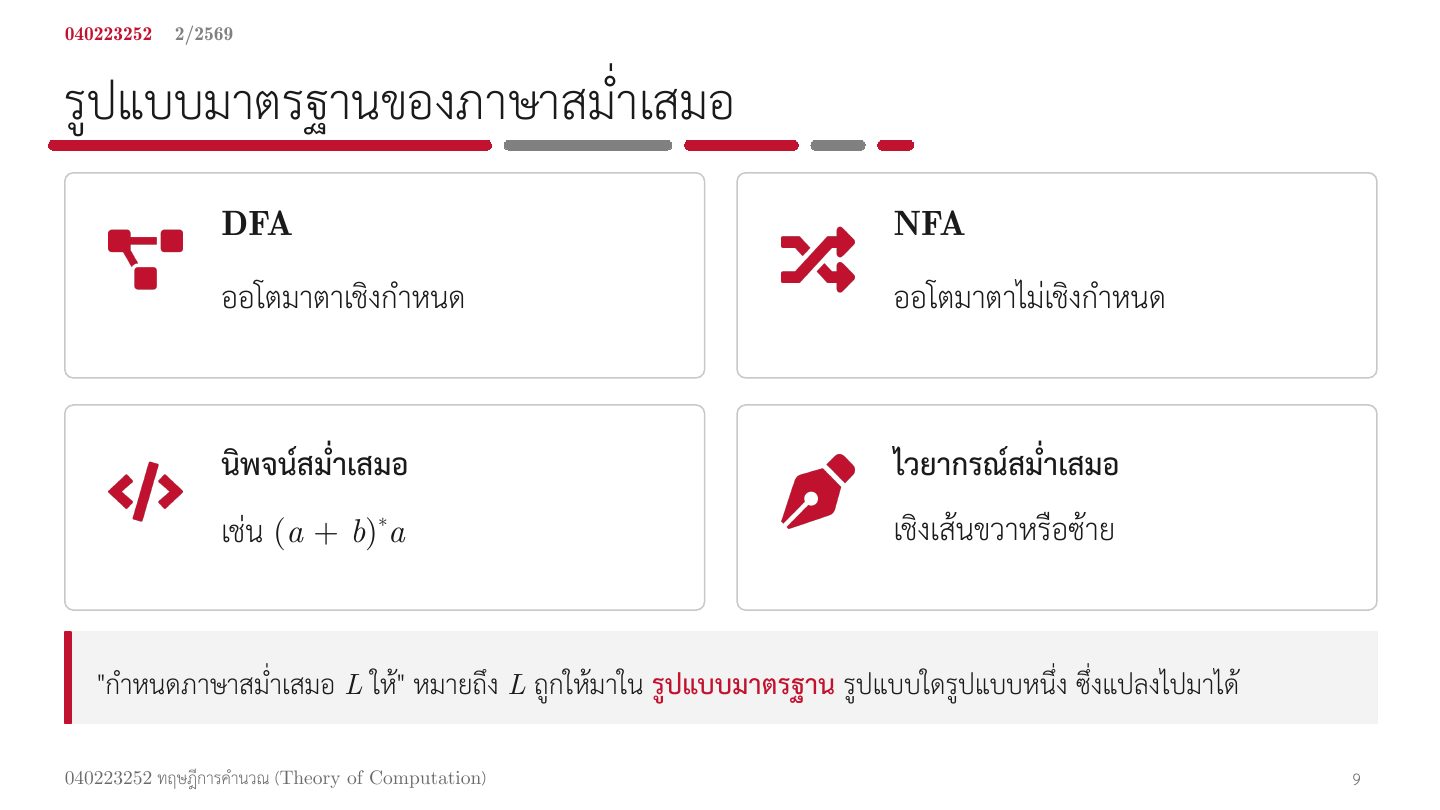 040223252 2/2569
รูปแบบมาตรฐานของภาษาสม่ำเสมอ
DFA
ออโตมาตาเชิงกำหนด
NFA
ออโตมาตาไม่เชิงกำหนด
นิพจน์สม่ำเสมอ
เช่น (a + b)*a
ไวยากรณ์สม่ำเสมอ
เชิงเส้นขวาหรือซ้าย
"กำหนดภาษาสม่ำเสมอ L ให้" หมายถึง L ถูกให้มาใน รูปแบบมาตรฐาน รูปแบบใดรูปแบบหนึ่ง ซึ่งแปลงไปมาได้
040223252 ทฤษฎีการคำนวณ (Theory of Computation)
9